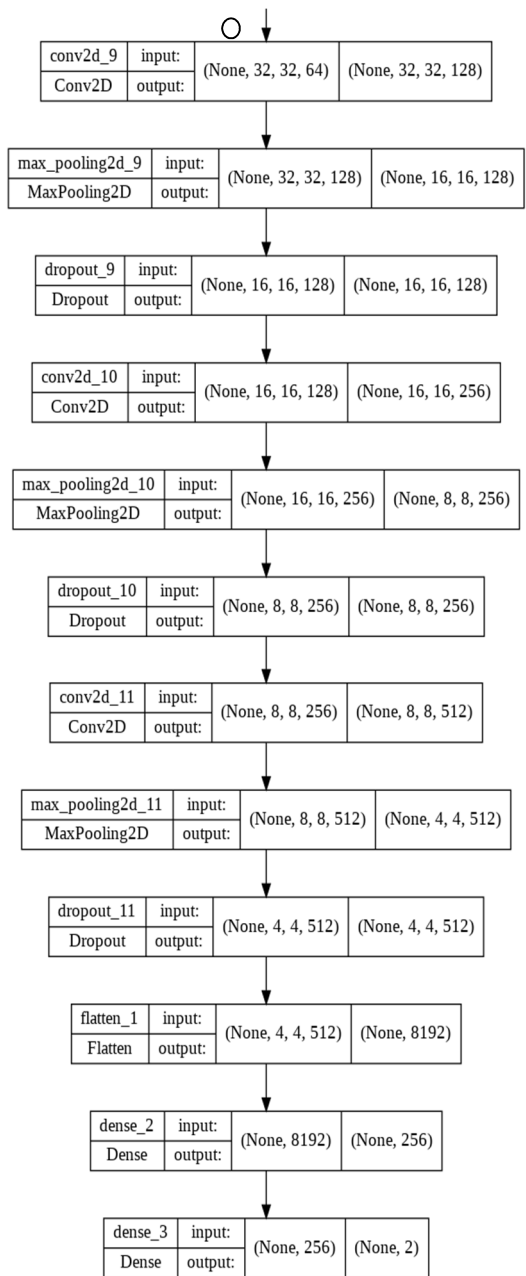 conv2d_9 input: (None, 32, 32, 64) (None, 32, 32, 128)
Conv2D output:
max_pooling2d_9 input: (None, 32, 32, 128) (None, 16, 16, 128)
MaxPooling2D output:
dropout_9 input: (None, 16, 16, 128) (None, 16, 16, 128)
Dropout output:
conv2d_10 input: (None, 16, 16, 128) (None, 16, 16, 256)
Conv2D output:
max_pooling2d_10 input: (None, 16, 16, 256) (None, 8, 8, 256)
MaxPooling2D output:
dropout_10 input: (None, 8, 8, 256) (None, 8, 8, 256)
Dropout output:
conv2d_11 input: (None, 8, 8, 256) (None, 8, 8, 512)
Conv2D output:
max_pooling2d_11 input: (None, 8, 8, 512) (None, 4, 4, 512)
MaxPooling2D output:
dropout_11 input: (None, 4, 4, 512) (None, 4, 4, 512)
Dropout output:
flatten_1 input: (None, 4, 4, 512) (None, 8192)
Flatten output:
dense_2 input: (None, 8192) (None, 256)
Dense output:
dense_3 input: (None, 256) (None, 2)
Dense output: